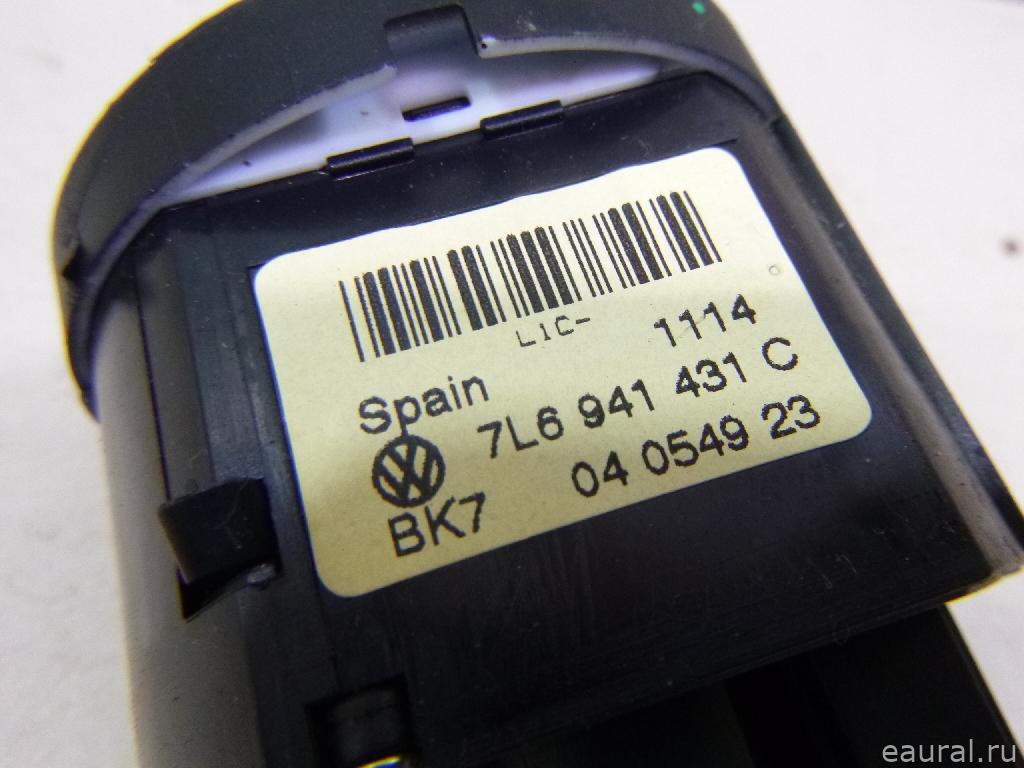 L1C-
1114
Spain
7L6 941 431 C
BK7 04 0549 23
eaural.ru